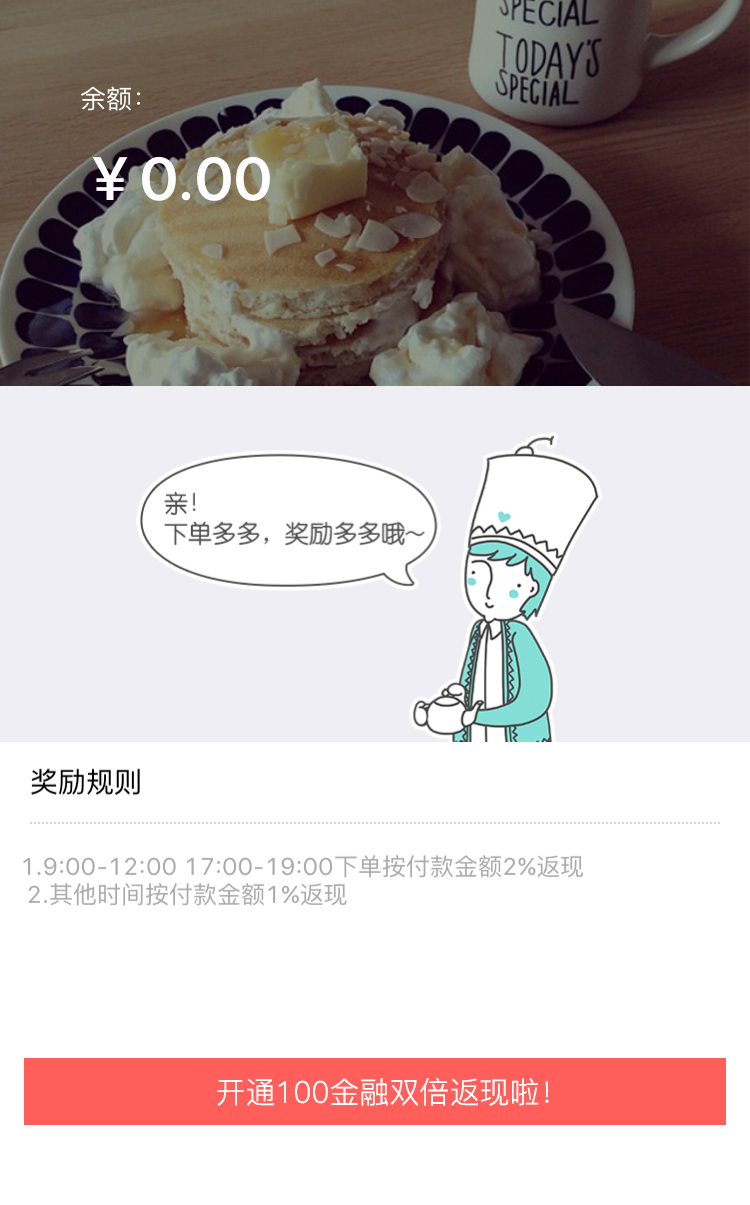 SPECIAL
TODAY'S
SPECIAL
余额：
¥ 0.00
亲！
下单多多，奖励多多哦～
奖励规则
1.9:00-12:00 17:00-19:00下单按付款金额2%返现
2.其他时间按付款金额1%返现
开通100金融双倍返现啦！